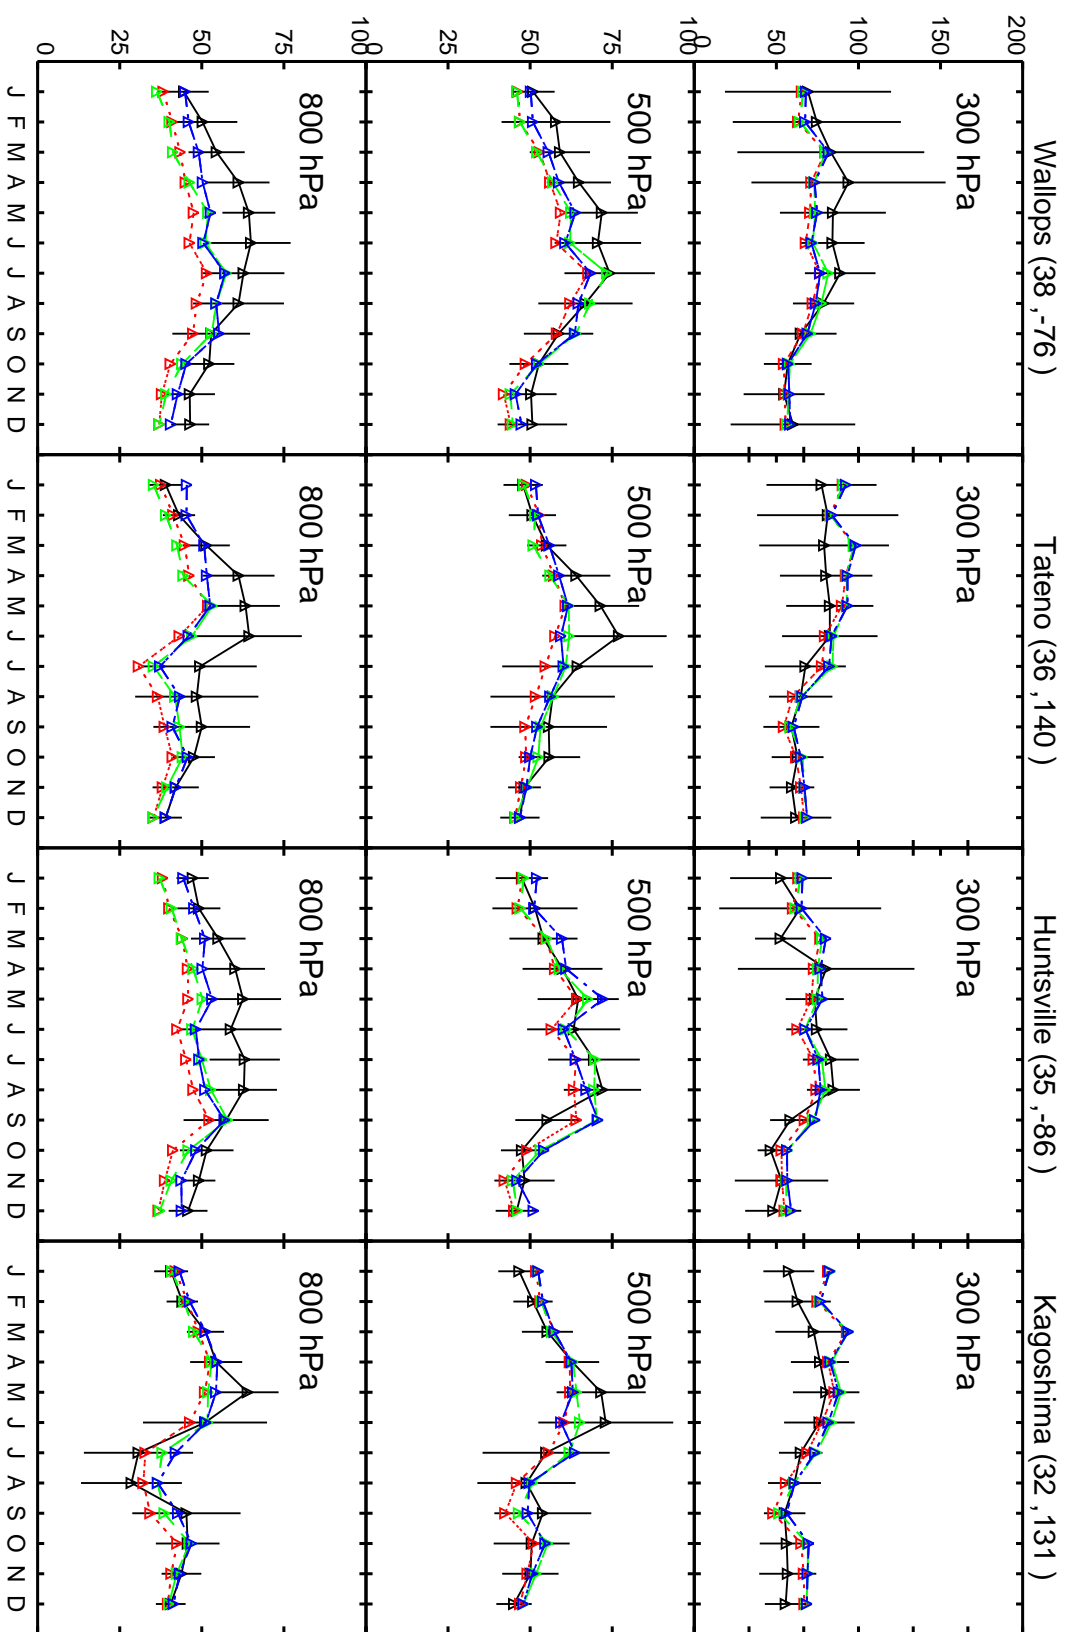 Wallops (38 ,-76 )
Tateno (36 ,140 )
Huntsville (35 ,-86 )
Kagoshima (32 ,131 )
200
150
100
50
0
300 hPa
300 hPa
300 hPa
300 hPa
100
75
50
25
0
500 hPa
500 hPa
500 hPa
500 hPa
100
75
50
25
0
800 hPa
800 hPa
800 hPa
800 hPa
J F M A M J J A S O N D
J F M A M J J A S O N D
J F M A M J J A S O N D
J F M A M J J A S O N D